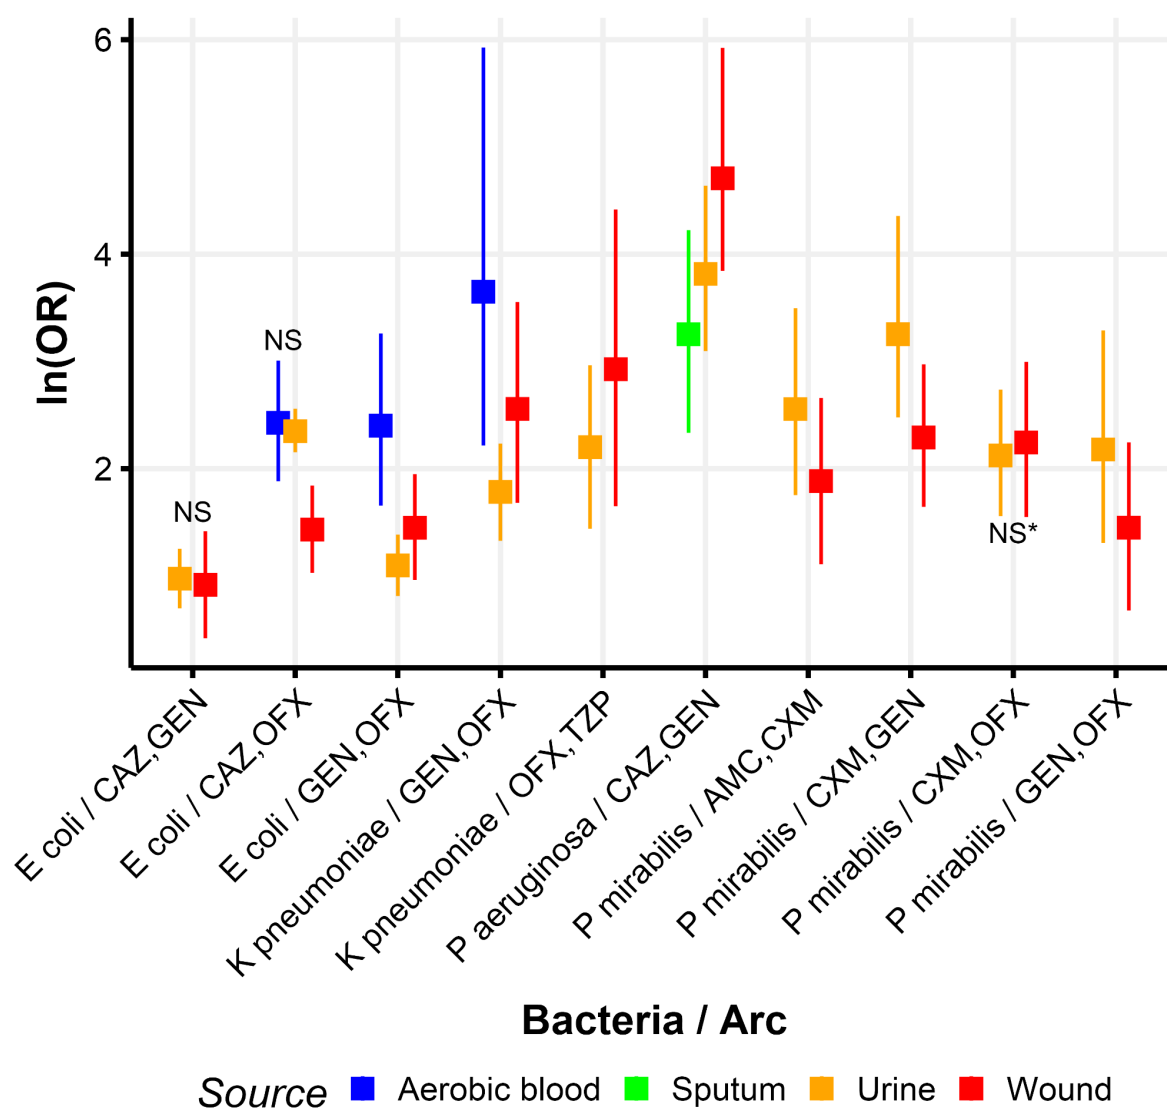 6
4
2
ln(OR)
NS
NS
NS*
E coli / CAZ,GEN
E coli / CAZ,OFX
E coli / GEN,OFX
K pneumoniae / GEN,OFX
K pneumoniae / OFX,TZP
P aeruginosa / CAZ,GEN
P mirabilis / AMC,CXM
P mirabilis / CXM,GEN
P mirabilis / CXM,OFX
P mirabilis / GEN,OFX
Bacteria / Arc
Source Aerobic blood Sputum Urine Wound